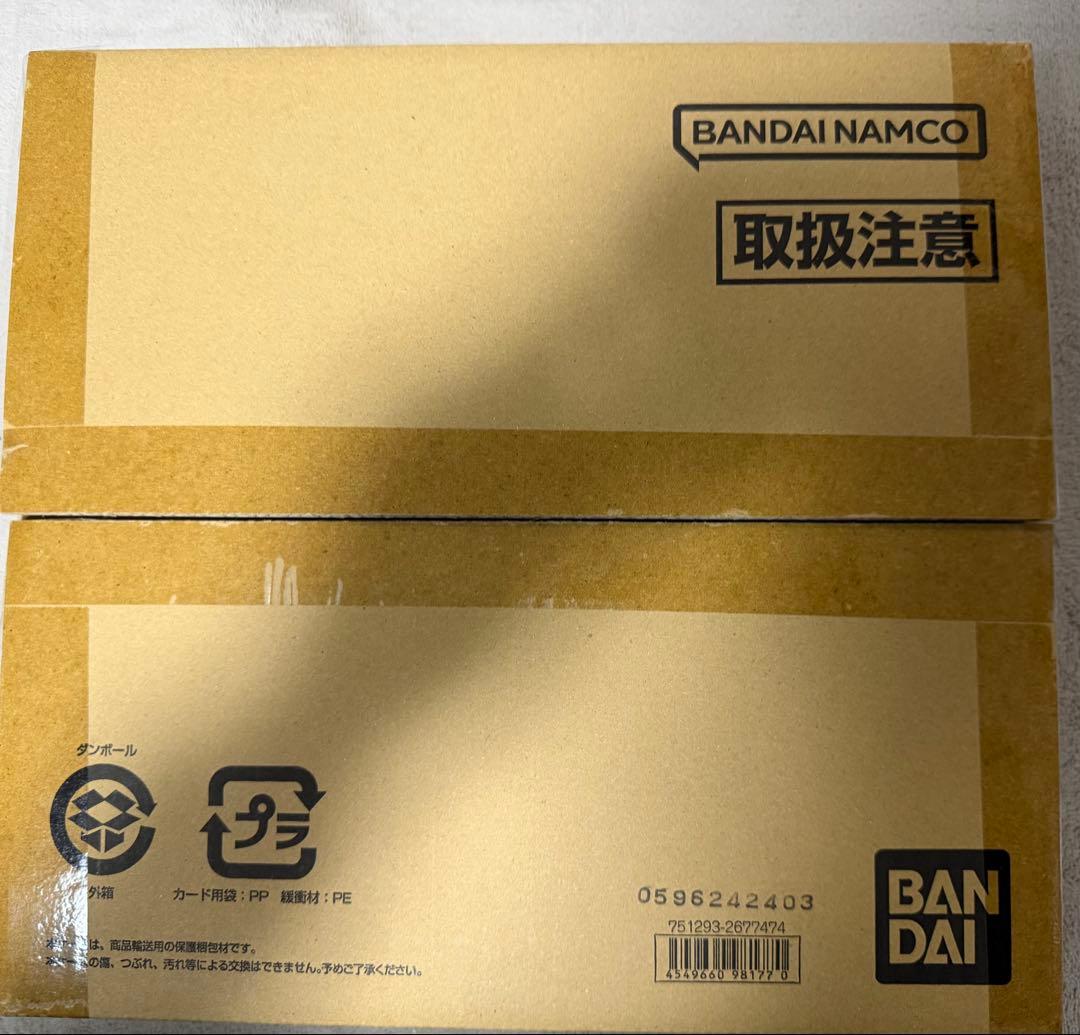 BANDAI NAMCO
取扱注意
ダンボール
外箱
プラ
カード用袋：PP 緩衝材：PE
は、商品輸送用の保護梱包材です。
の傷、つぶれ、汚れ等による交換はできません。予めご了承ください。
0596242403
751293-2677474
4549660 98177 0
BAN
DAI